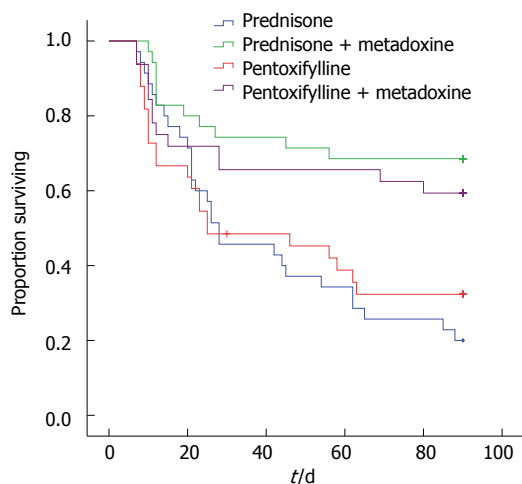 Prednisone
Prednisone + metadoxine
Pentoxifylline
Pentoxifylline + metadoxine
1.0
0.8
0.6
0.4
0.2
0.0
Proportion surviving
0 20 40 60 80 100
t/d